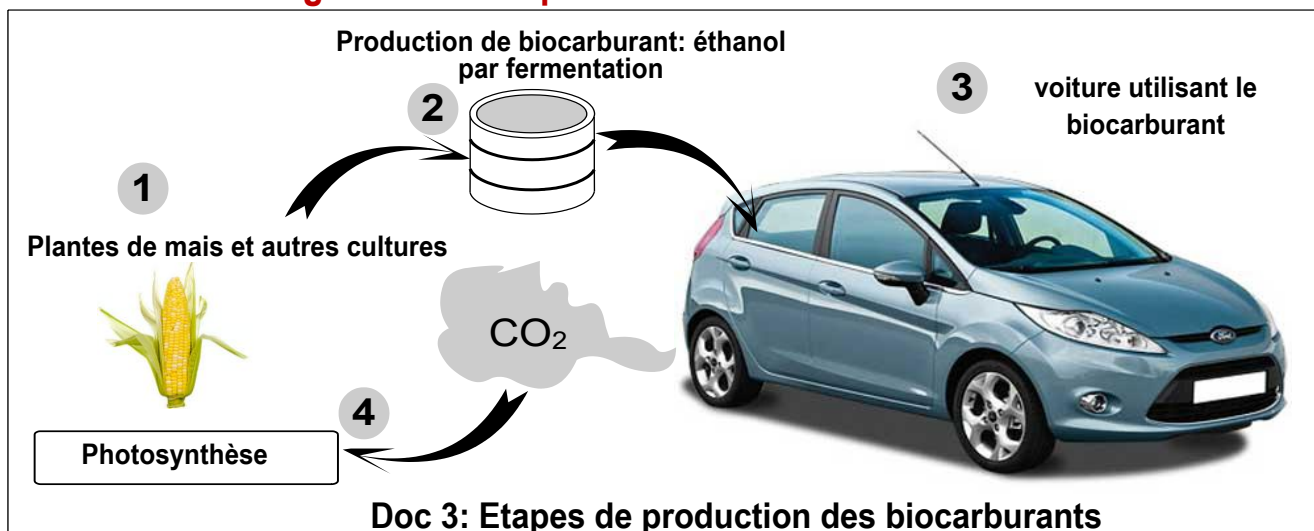 Production de biocarburant: éthanol
par fermentation
2
3
voiture utilisant le
biocarburant
1
Plantes de mais et autres cultures
CO₂
Ford
4
Photosynthèse
Doc 3: Etapes de production des biocarburants